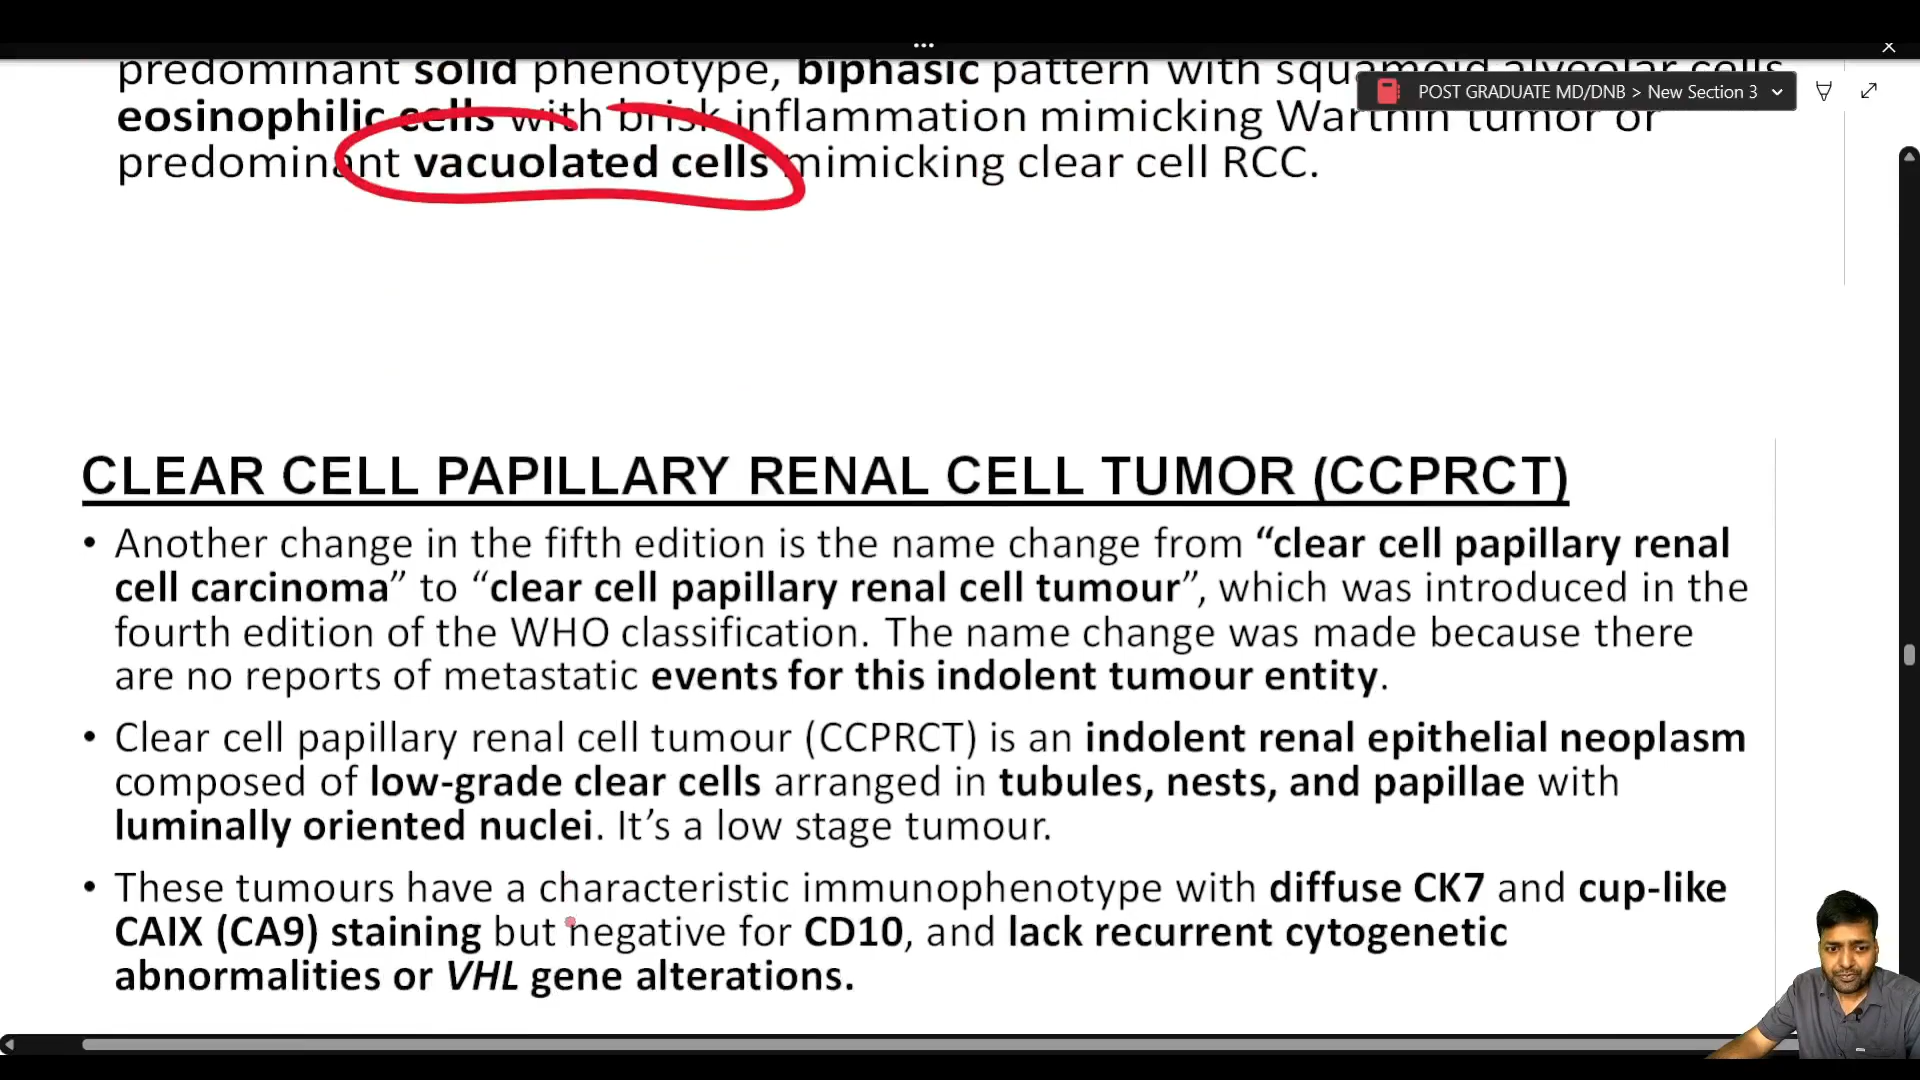 predominant solid phenotype, biphasic pattern with squamoid alveolar cells
POST GRADUATE MD/DNB > New Section 3
eosinophilic cells with brisk inflammation mimicking Warthin tumor or
predominant vacuolated cells mimicking clear cell RCC.
CLEAR CELL PAPILLARY RENAL CELL TUMOR (CCPRCT)
• Another change in the fifth edition is the name change from “clear cell papillary renal
cell carcinoma” to “clear cell papillary renal cell tumour”, which was introduced in the
fourth edition of the WHO classification. The name change was made because there
are no reports of metastatic events for this indolent tumour entity.
• Clear cell papillary renal cell tumour (CCPRCT) is an indolent renal epithelial neoplasm
composed of low-grade clear cells arranged in tubules, nests, and papillae with
luminally oriented nuclei. It’s a low stage tumour.
• These tumours have a characteristic immunophenotype with diffuse CK7 and cup-like
CAIX (CA9) staining but negative for CD10, and lack recurrent cytogenetic
abnormalities or VHL gene alterations.